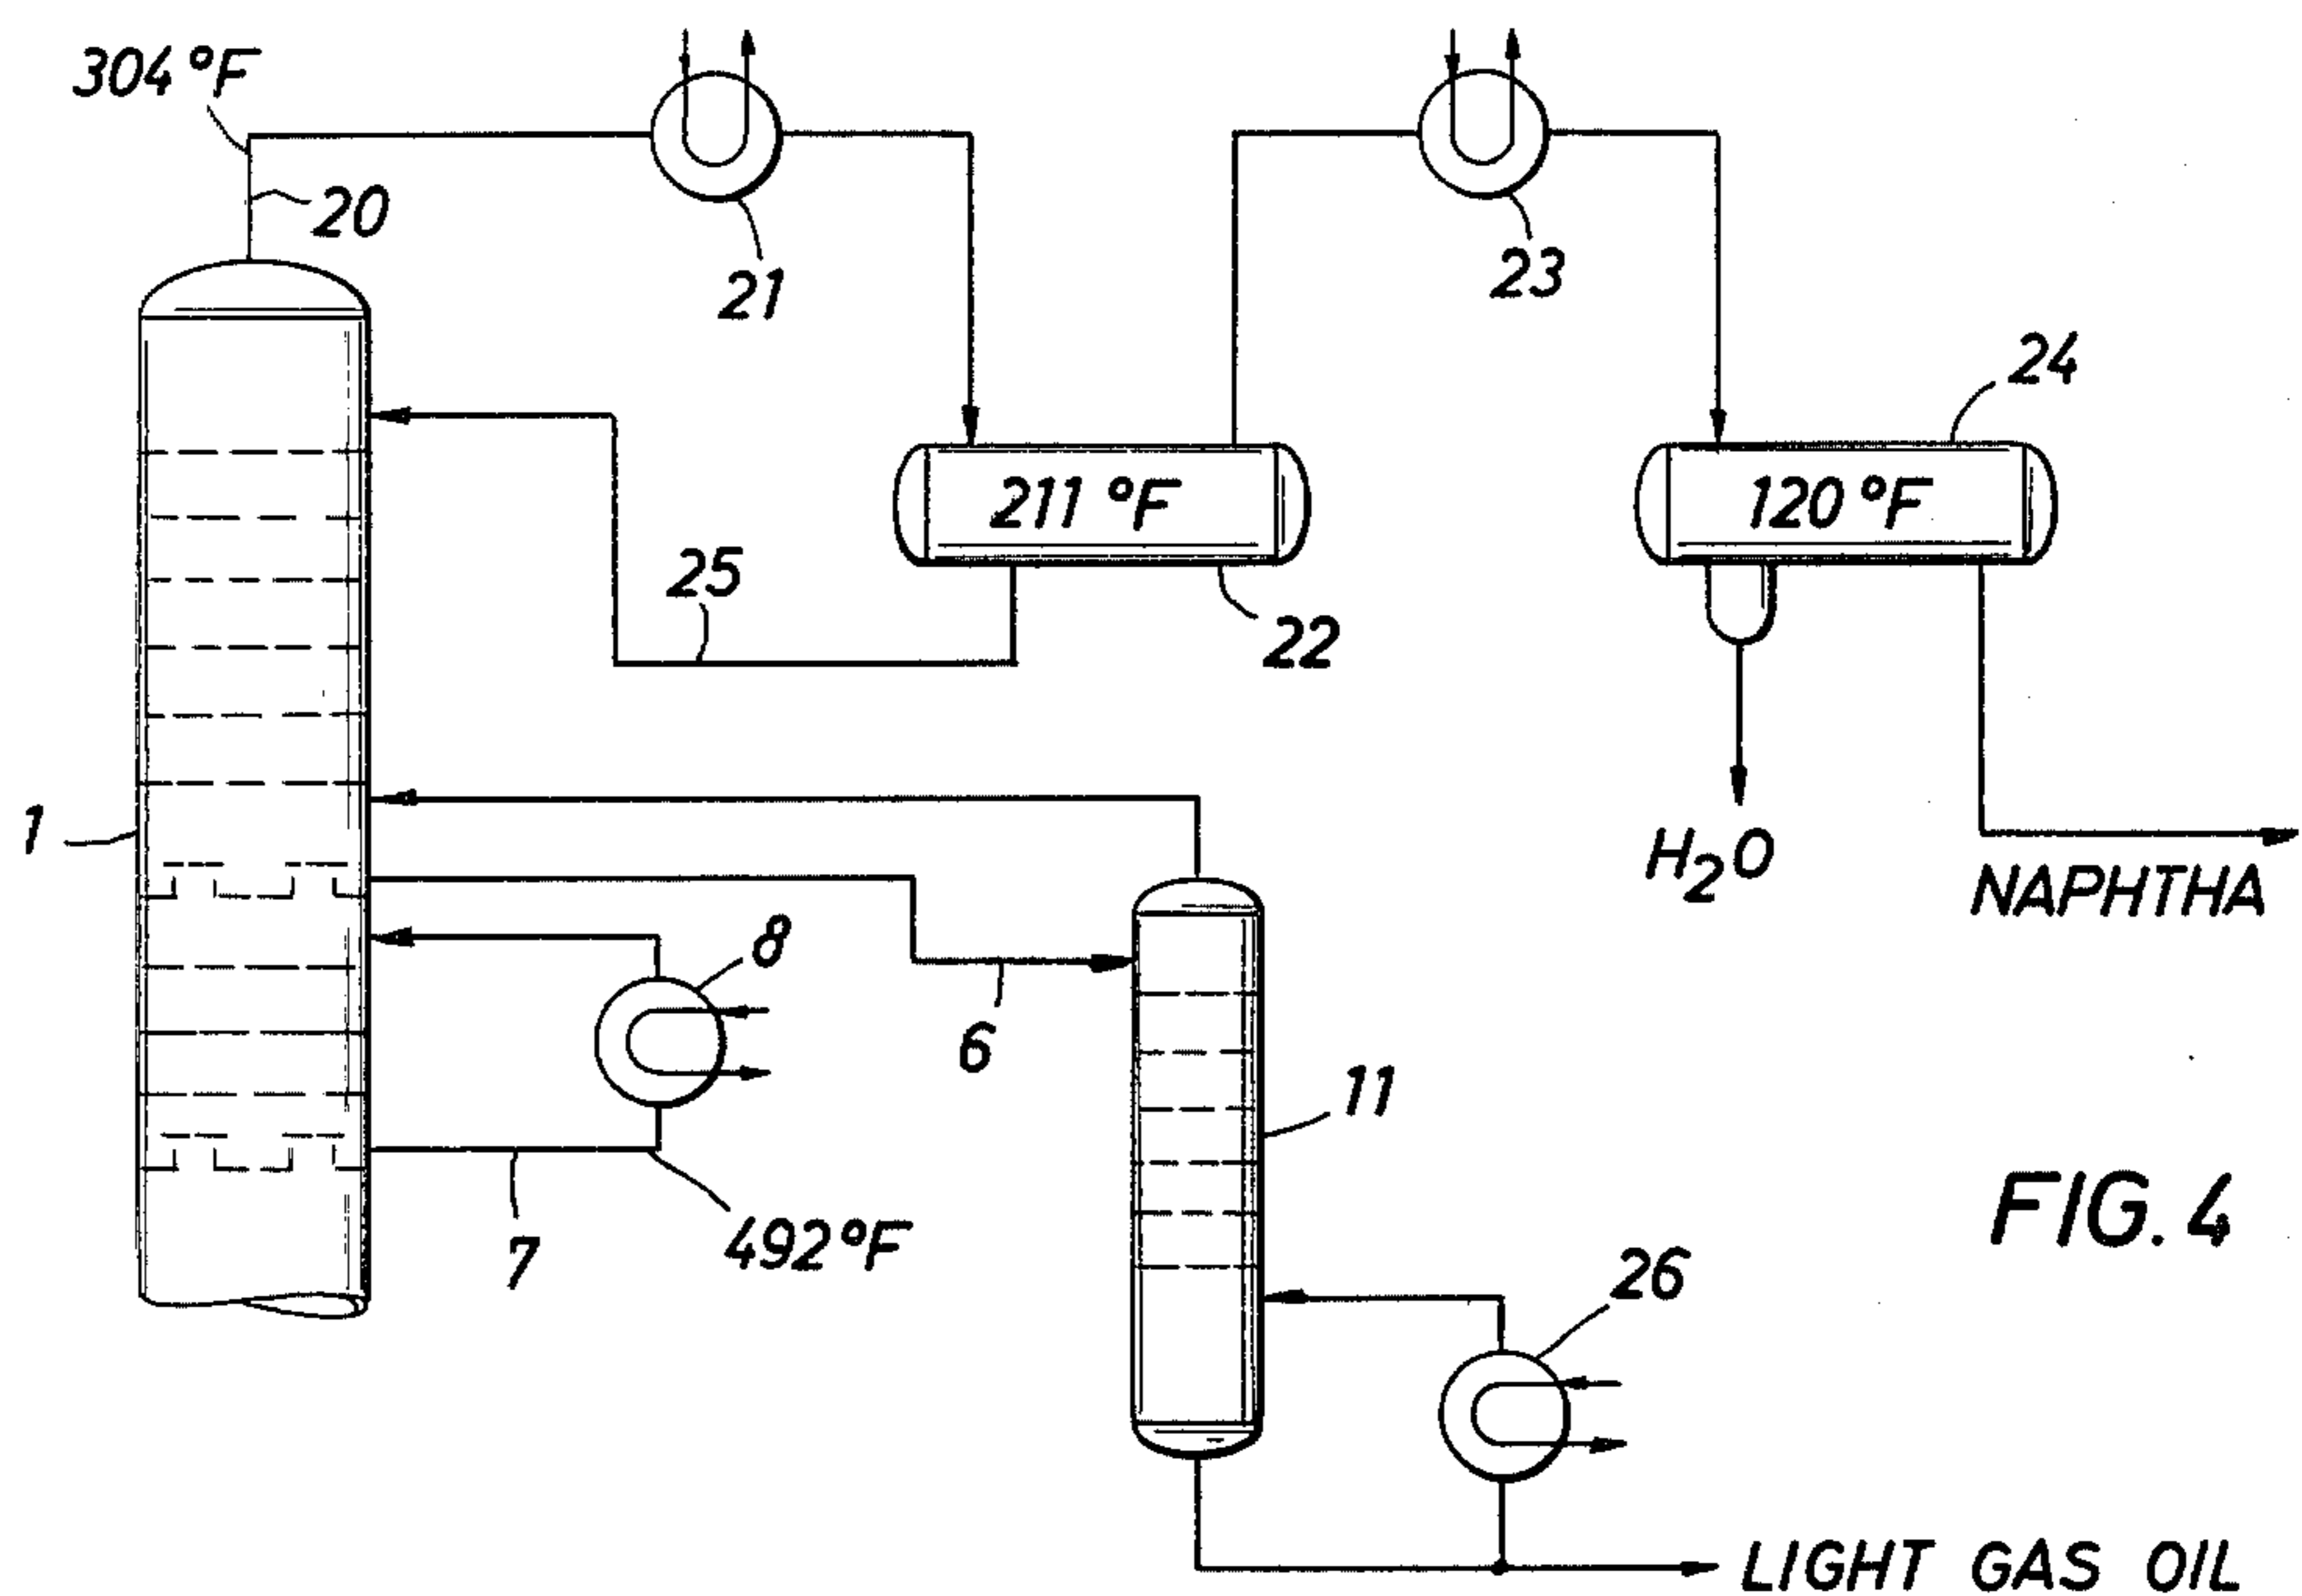 304 °F
20
21
23
24
211 °F
120 °F
25
22
1
H₂O
NAPHTHA
8
6
11
7
492 °F
FIG. 4
26
LIGHT GAS OIL